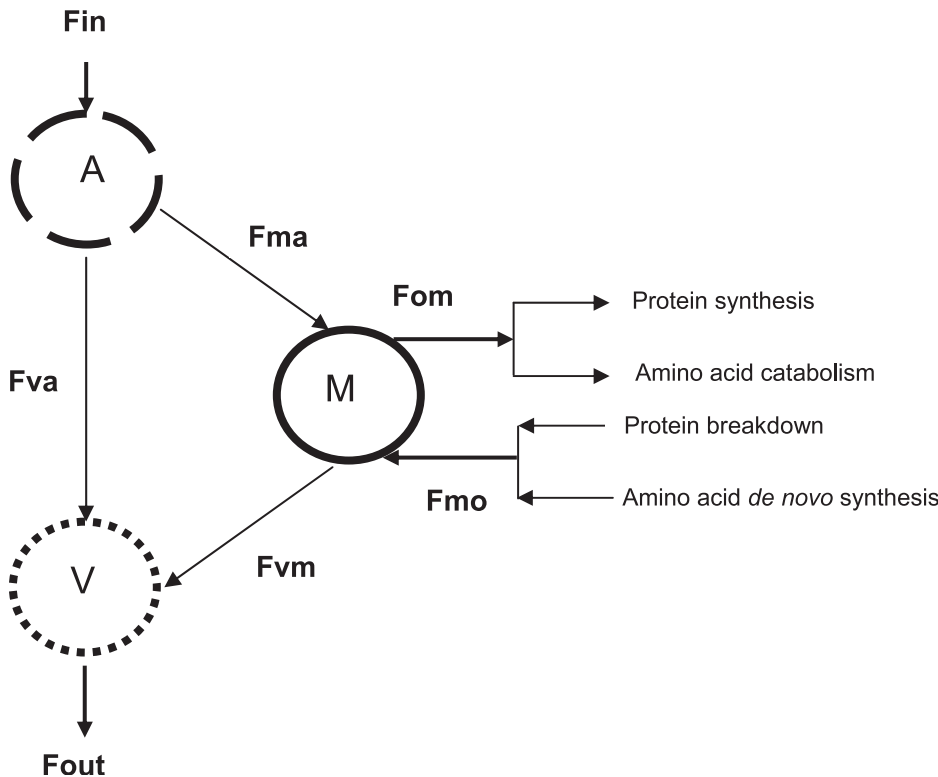 Fin
A
Fma
Fom
Protein synthesis
Fva
M
Amino acid catabolism
Protein breakdown
Fmo
Amino acid de novo synthesis
Fvm
V
Fout